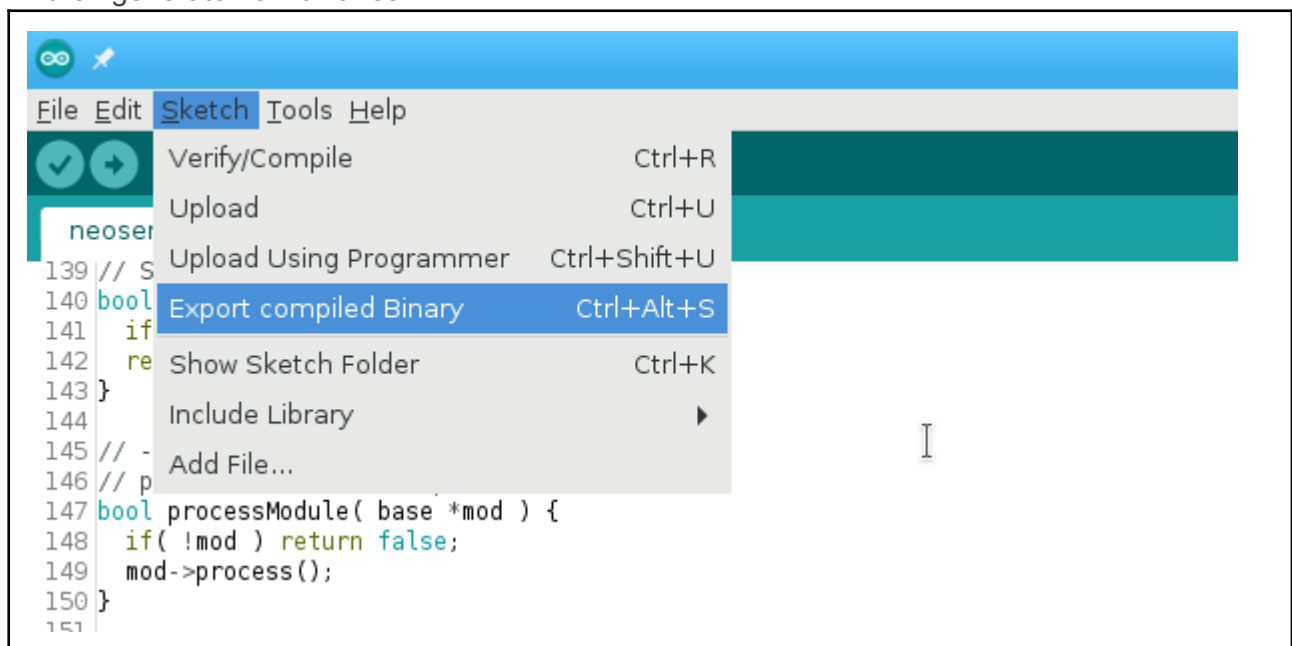 File Edit Sketch Tools Help
Verify/Compile Ctrl+R
Upload Ctrl+U
neoser
Upload Using Programmer Ctrl+Shift+U
139 // S
140 bool
Export compiled Binary Ctrl+Alt+S
141 if
142 re
Show Sketch Folder Ctrl+K
143 }
144
Include Library
145 // -
146 // p
Add File...
147 bool processModule( base *mod ) {
148 if( !mod ) return false;
149 mod->process();
150 }
151